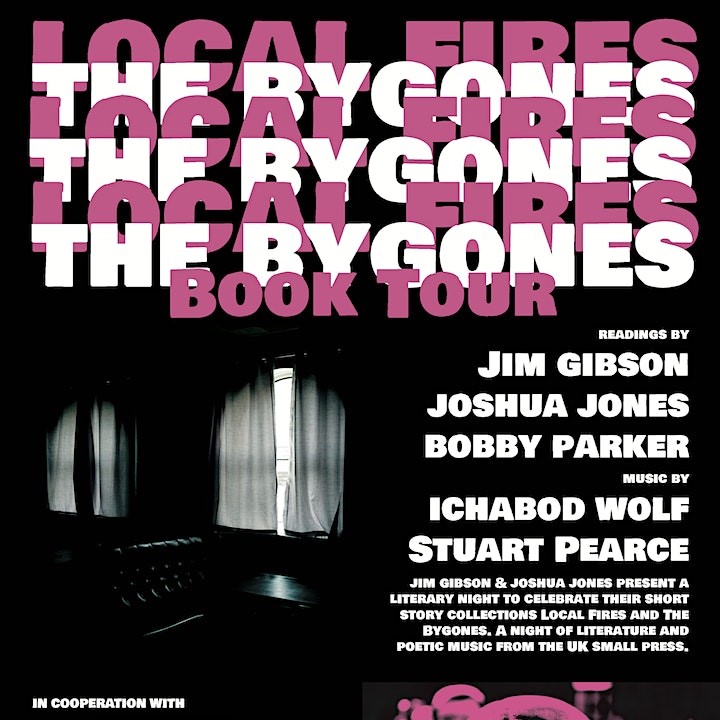 LOCAL FIRES
THE BYGONES
LOCAL FIRES
THE BYGONES
LOCAL FIRES
THE BYGONES
BOOK TOUR
READINGS BY
JIM GIBSON
JOSHUA JONES
BOBBY PARKER
MUSIC BY
ICHABOD WOLF
STUART PEARCE
JIM GIBSON & JOSHUA JONES PRESENT A
LITERARY NIGHT TO CELEBRATE THEIR SHORT
STORY COLLECTIONS LOCAL FIRES AND THE
BYGONES. A NIGHT OF LITERATURE AND
POETIC MUSIC FROM THE UK SMALL PRESS.
IN COOPERATION WITH